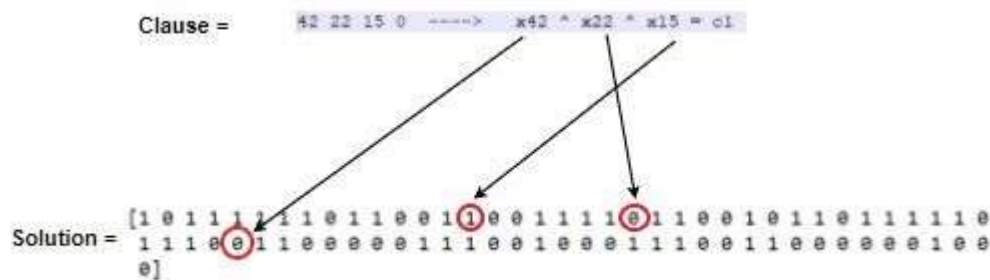 Clause = 42 22 15 0 ----> x42 ^ x22 ^ x15 = c1
[1 0 1 1 1 1 1 1 0 1 1 0 0 1 1 0 0 1 1 1 1 0 1 1 0 0 1 0 1 1 0 1 1 1 1 1 0
Solution = 1 1 1 0 0 1 1 0 0 0 0 0 1 1 1 0 0 1 0 0 0 1 1 1 0 0 1 1 0 0 0 0 0 0 1 0 0
0]